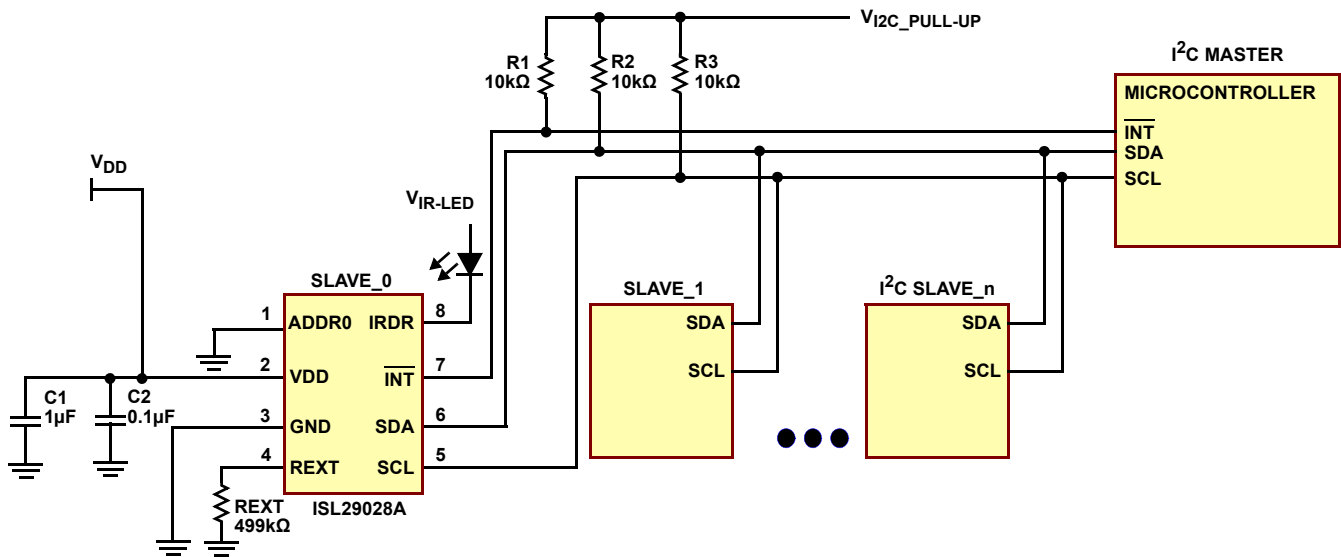 V_I2C_PULL-UP
R1
10kΩ
R2
10kΩ
R3
10kΩ
I²C MASTER
MICROCONTROLLER
INT
SDA
SCL
V_DD
V_IR-LED
SLAVE_0
1
ADDR0
IRDR
8
2
VDD
INT
7
3
GND
SDA
6
4
REXT
SCL
5
ISL29028A
C1
1µF
C2
0.1µF
REXT
499kΩ
SLAVE_1
SDA
SCL
I²C SLAVE_n
SDA
SCL